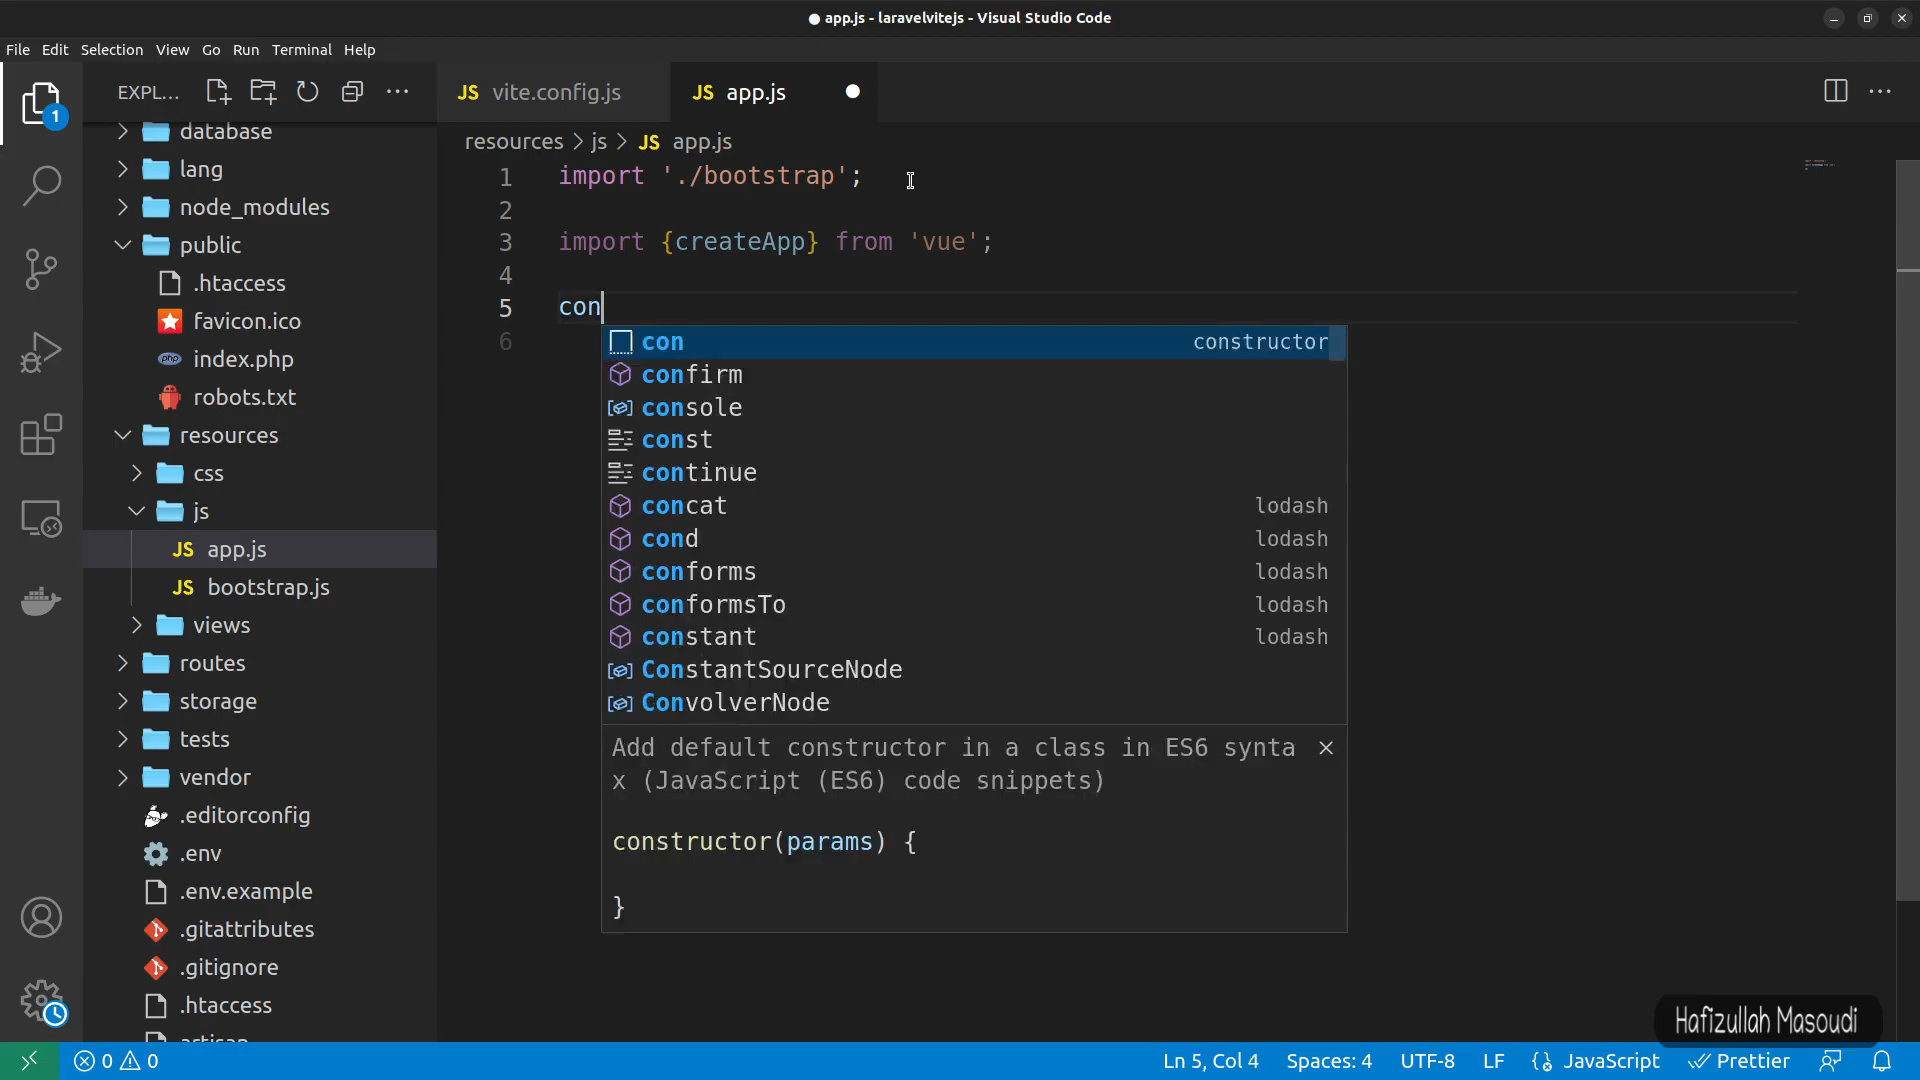 app.js - laravelvitejs - Visual Studio Code
File Edit Selection View Go Run Terminal Help
EXPL...
1
vite.config.js
app.js
resources > js > app.js
database
lang
node_modules
public
.htaccess
favicon.ico
index.php
robots.txt
resources
css
js
app.js
bootstrap.js
views
routes
storage
tests
vendor
.editorconfig
.env
.env.example
.gitattributes
.gitignore
.htaccess
artisan
1 import './bootstrap';
2
3 import {createApp} from 'vue';
4
5 con
6
con constructor
confirm
console
const
continue
concat lodash
cond lodash
conforms lodash
conformsTo lodash
constant lodash
ConstantSourceNode
ConvolverNode
Add default constructor in a class in ES6 synta
x (JavaScript (ES6) code snippets)
constructor(params) {
}
Hafizullah Masoudi
0 0 Ln 5, Col 4 Spaces: 4 UTF-8 LF JavaScript Prettier